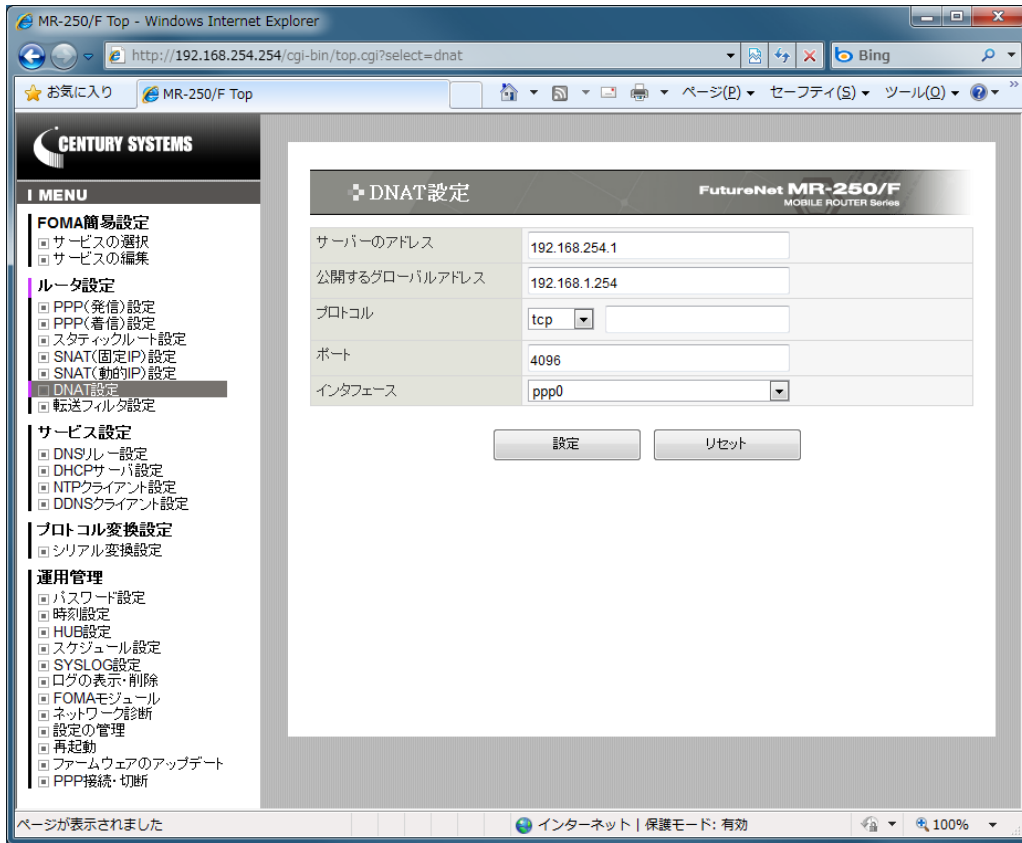 MR-250/F Top - Windows Internet Explorer
http://192.168.254.254/cgi-bin/top.cgi?select=dnat
Bing
お気に入り
MR-250/F Top
ページ(P)
セーフティ(S)
ツール(O)
CENTURY SYSTEMS
MENU
FOMA簡易設定
サービスの選択
サービスの編集
ルータ設定
PPP(発信)設定
PPP(着信)設定
スタティックルート設定
SNAT(固定IP)設定
SNAT(動的IP)設定
DNAT設定
転送フィルタ設定
サービス設定
DNSリレー設定
DHCPサーバ設定
NTPクライアント設定
DDNSクライアント設定
プロトコル変換設定
シリアル変換設定
運用管理
パスワード設定
時刻設定
HUB設定
スケジュール設定
SYSLOG設定
ログの表示・削除
FOMAモジュール
ネットワーク診断
設定の管理
再起動
ファームウェアのアップデート
PPP接続・切断
DNAT設定
FutureNet MR-250/F
MOBILE ROUTER Series
サーバーのアドレス
192.168.254.1
公開するグローバルアドレス
192.168.1.254
プロトコル
tcp
ポート
4096
インタフェース
ppp0
設定
リセット
ページが表示されました
インターネット | 保護モード: 有効
100%